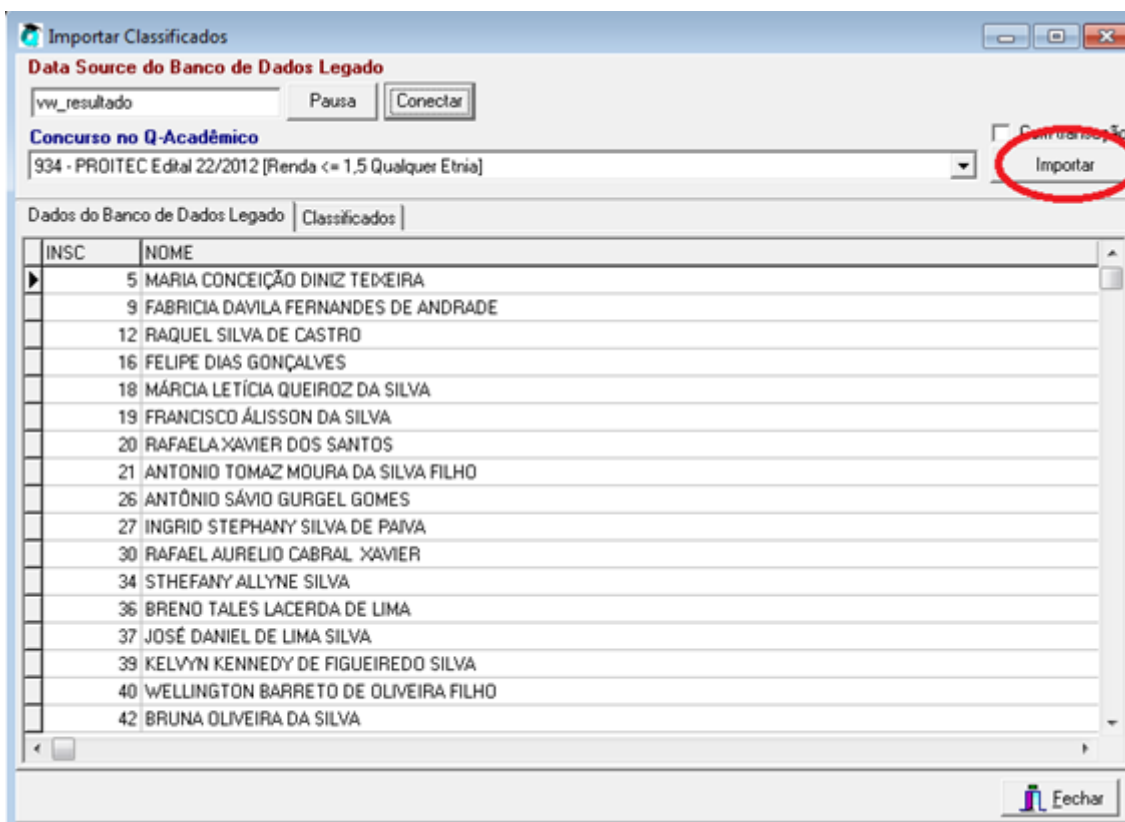 Importar Classificados
Data Source do Banco de Dados Legado
vw_resultado Pausa Conectar
Concurso no Q-Acadêmico
Com transação
934 - PROITEC Edital 22/2012 [Renda <= 1,5 Qualquer Etnia] Importar
Dados do Banco de Dados Legado Classificados
INSC NOME
5 MARIA CONCEIÇÃO DINIZ TEIXEIRA
9 FABRICIA DAVILA FERNANDES DE ANDRADE
12 RAQUEL SILVA DE CASTRO
16 FELIPE DIAS GONÇALVES
18 MÁRCIA LETÍCIA QUEIROZ DA SILVA
19 FRANCISCO ÁLISSON DA SILVA
20 RAFAELA XAVIER DOS SANTOS
21 ANTONIO TOMAZ MOURA DA SILVA FILHO
26 ANTÔNIO SÁVIO GURGEL GOMES
27 INGRID STEPHANY SILVA DE PAIVA
30 RAFAEL AURELIO CABRAL XAVIER
34 STHEFANY ALLYNE SILVA
36 BRENO TALES LACERDA DE LIMA
37 JOSÉ DANIEL DE LIMA SILVA
39 KELVYN KENNEDY DE FIGUEIREDO SILVA
40 WELLINGTON BARRETO DE OLIVEIRA FILHO
42 BRUNA OLIVEIRA DA SILVA
Fechar